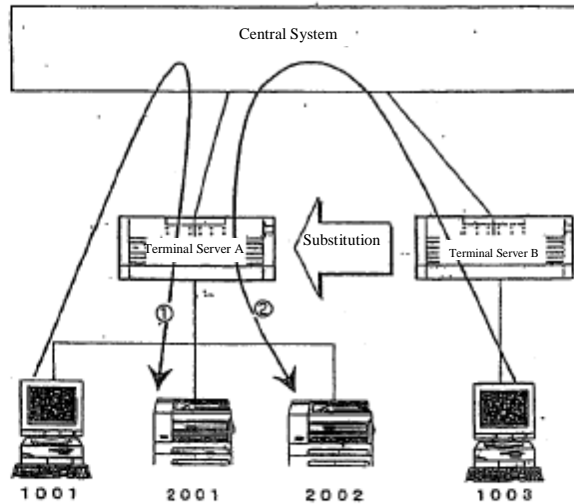 Central System
Terminal Server A
Substitution
Terminal Server B
①
②
1001
2001
2002
1003